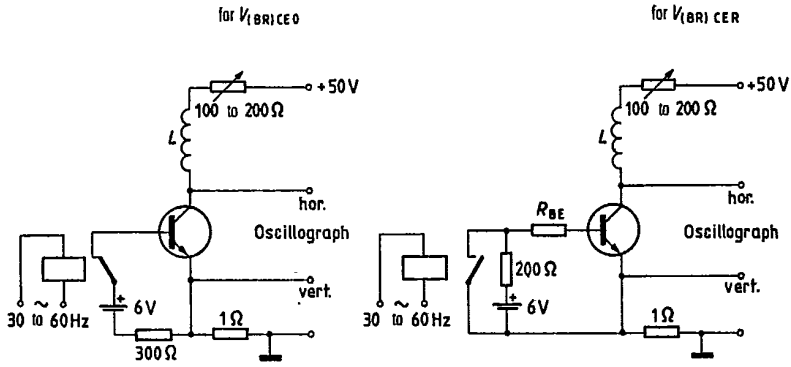 for V(BR)CEO
+50V
100 to 200Ω
L
hor.
Oscillograph
vert.
6V
30 ~ to 60Hz
300Ω
1Ω
for V(BR)CER
+50V
100 to 200Ω
L
hor.
RBE
Oscillograph
200Ω
vert.
6V
30 ~ to 60Hz
1Ω